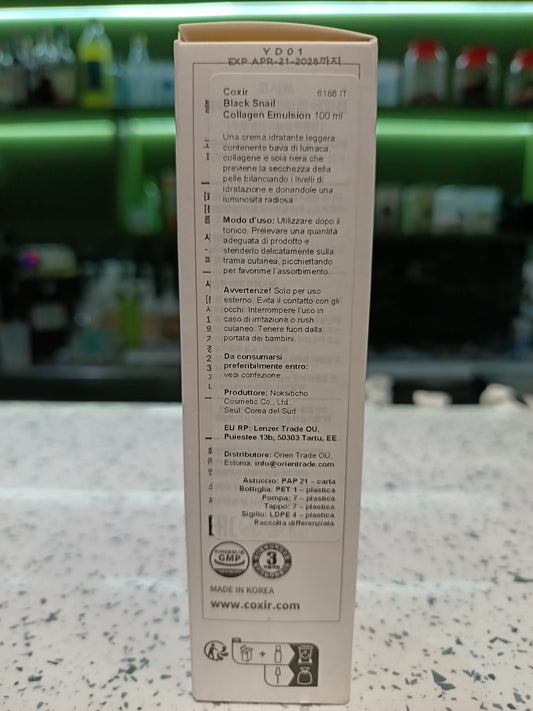 YD01
EXP APR-21-2028까지
Coxir 6188 IT
Black Snail
Collagen Emulsion 100 ml
Una crema idratante leggera
contenente bava di lumaca,
collagene e soia nera che
previene la secchezza della
pelle bilanciando i livelli di
idratazione e donandole una
luminosità radiosa
Modo d'uso: Utilizzare dopo il
tonico. Prelevare una quantità
adeguata di prodotto e
stenderlo delicatamente sulla
trama cutanea, picchiettando
per favorirne l'assorbimento.
Avvertenze! Solo per uso
esterno. Evita il contatto con gli
occhi. Interrompere l'uso in
caso di irritazione o rush
cutaneo. Tenere fuori dalla
portata dei bambini.
Da consumarsi
preferibilmente entro:
vedi confezione
Produttore: Noksibcho
Cosmetic Co., Ltd.
Seul, Corea del Sud
EU RP: Lenzer Trade OU,
Puiestee 13b, 50303 Tartu, EE
Distributore: Orien Trade OÜ,
Estonia, info@orientrade.com
Astuccio: PAP 21 – carta
Bottiglia: PET 1 – plastica
Pompa: 7 – plastica
Tappo: 7 – plastica
Sigillo: LDPE 4 – plastica
Raccolta differenziata
GMP
3
MADE IN KOREA
www.coxir.com